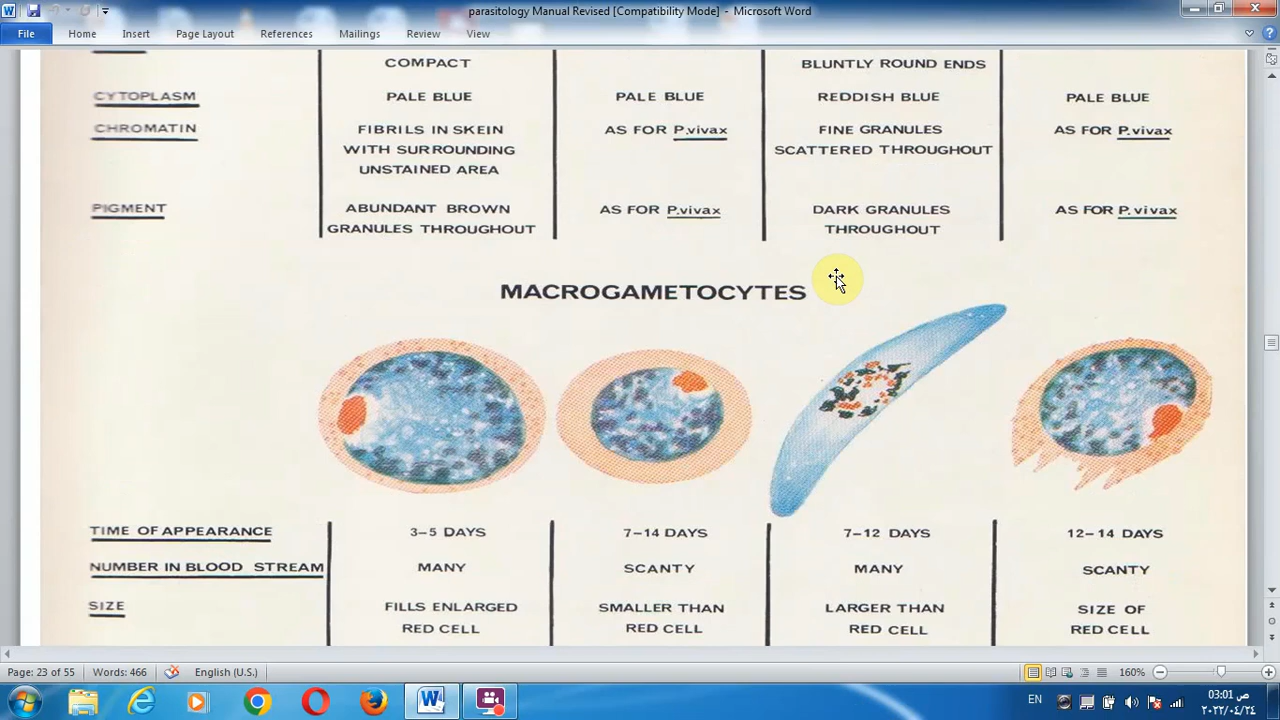 parasitology Manual Revised [Compatibility Mode] - Microsoft Word
File Home Insert Page Layout References Mailings Review View
COMPACT BLUNTLY ROUND ENDS
CYTOPLASM PALE BLUE PALE BLUE REDDISH BLUE PALE BLUE
CHROMATIN FIBRILS IN SKEIN AS FOR P.vivax FINE GRANULES AS FOR P.vivax
WITH SURROUNDING SCATTERED THROUGHOUT
UNSTAINED AREA
PIGMENT ABUNDANT BROWN AS FOR P.vivax DARK GRANULES AS FOR P.vivax
GRANULES THROUGHOUT THROUGHOUT
MACROGAMETOCYTES
TIME OF APPEARANCE 3–5 DAYS 7–14 DAYS 7–12 DAYS 12–14 DAYS
NUMBER IN BLOOD STREAM MANY SCANTY MANY SCANTY
SIZE FILLS ENLARGED SMALLER THAN LARGER THAN SIZE OF
RED CELL RED CELL RED CELL RED CELL
Page: 23 of 55 Words: 466 English (U.S.) 160%
EN 03:01 ص
٢٠٢٢/٠٤/٢٤